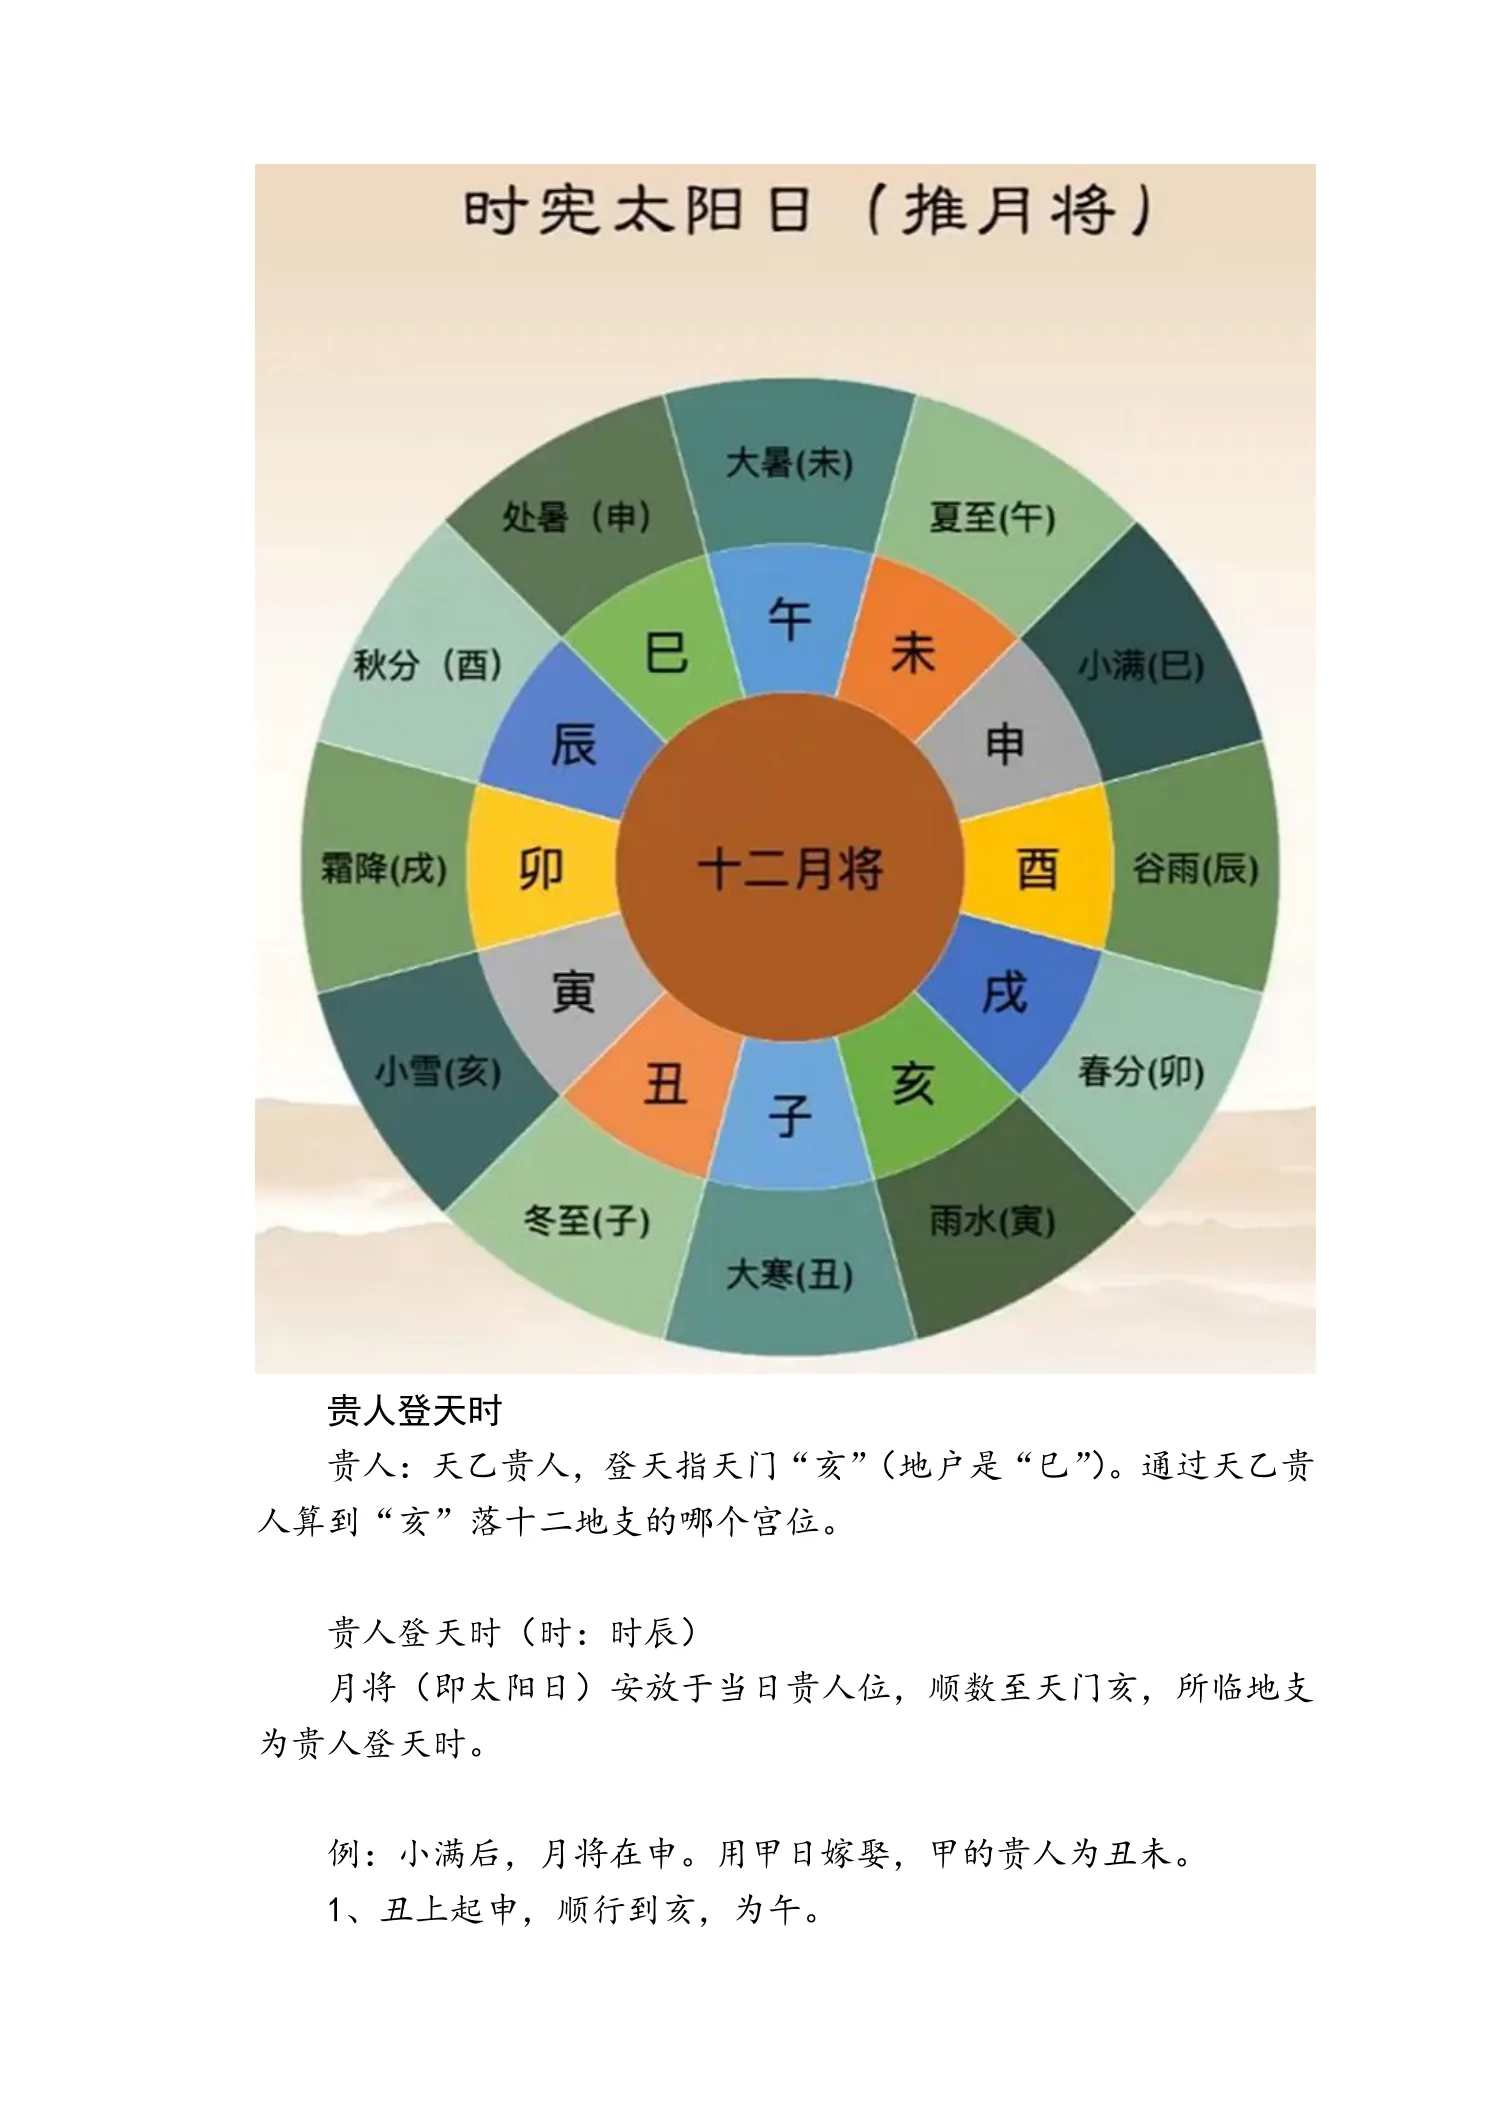 时宪太阳日（推月将）
大暑(未)
处暑（申）
夏至(午)
午
巳
未
秋分（酉）
小满(巳)
辰
申
霜降(戌)
卯
十二月将
酉
谷雨(辰)
寅
戌
小雪(亥)
丑
子
亥
春分(卯)
冬至(子)
大寒(丑)
雨水(寅)
贵人登天时
贵人：天乙贵人，登天指天门“亥”（地户是“巳”）。通过天乙贵
人算到“亥”落十二地支的哪个宫位。
贵人登天时（时：时辰）
月将（即太阳日）安放于当日贵人位，顺数至天门亥，所临地支
为贵人登天时。
例：小满后，月将在申。用甲日嫁娶，甲的贵人为丑未。
1、丑上起申，顺行到亥，为午。